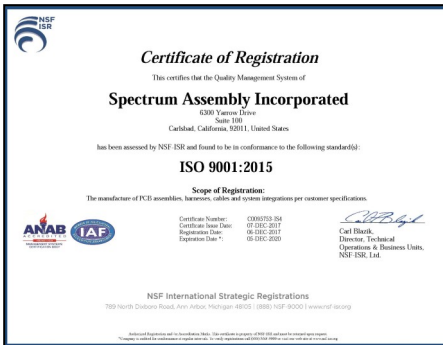 NSF
ISR
Certificate of Registration
This certifies that the Quality Management System of
Spectrum Assembly Incorporated
6300 Yarrow Drive
Suite 100
Carlsbad, California, 92011, United States
has been assessed by NSF-ISR and found to be in conformance to the following standard(s):
ISO 9001:2015
Scope of Registration:
The manufacture of PCB assemblies, harnesses, cables and system integrations per customer specifications.
ANAB
ACCREDITED
IAF
Certificate Number: C0093753-IS4
Certificate Issue Date: 07-DEC-2017
Registration Date: 06-DEC-2017
Expiration Date *: 05-DEC-2020
Carl Blazik,
Director, Technical
Operations & Business Units,
NSF-ISR, Ltd.
NSF International Strategic Registrations
789 North Dixboro Road, Ann Arbor, Michigan 48105 | (888) NSF-9000 | www.nsf-isr.org